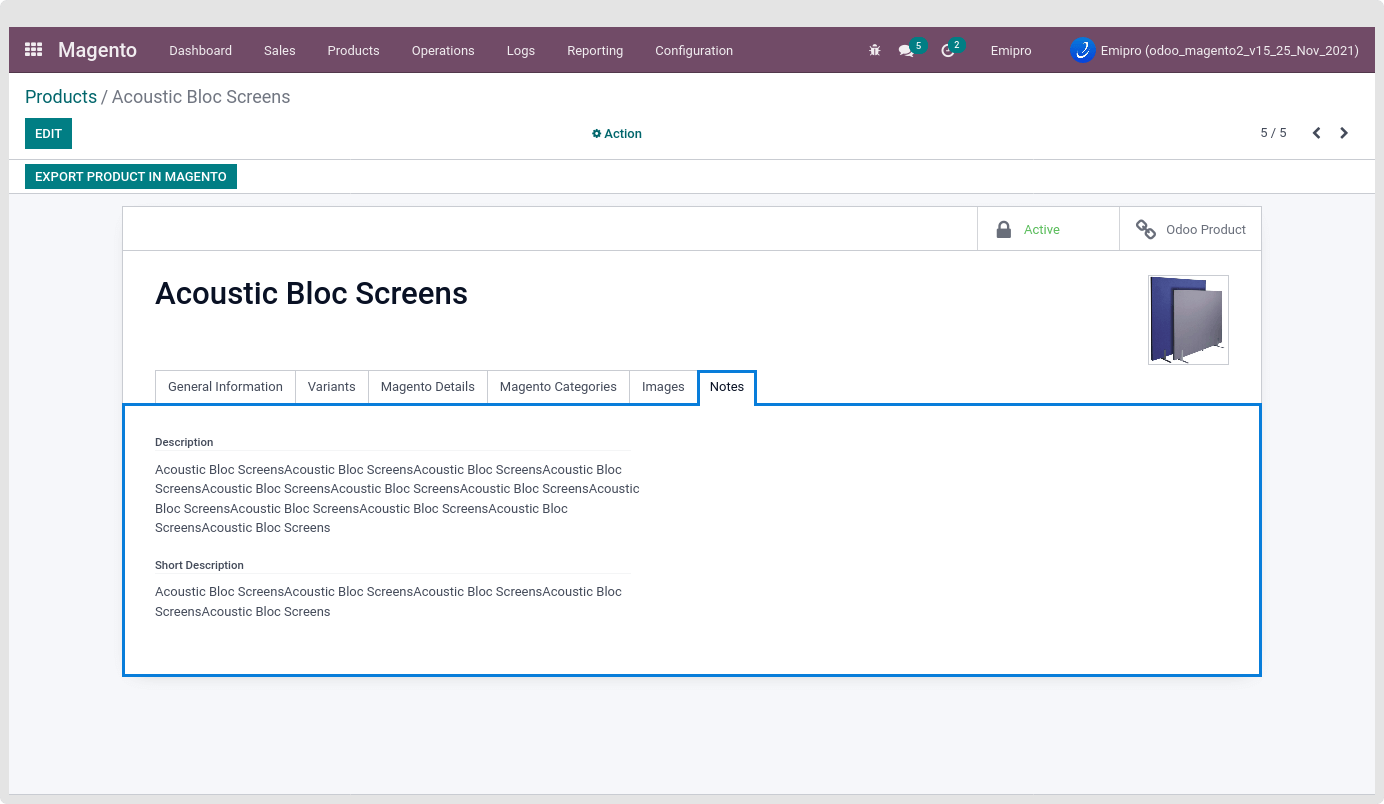 Magento Dashboard Sales Products Operations Logs Reporting Configuration 5 2 Emipro Emipro (odoo_magento2_v15_25_Nov_2021)
Products / Acoustic Bloc Screens
EDIT Action 5 / 5
EXPORT PRODUCT IN MAGENTO
Active Odoo Product
Acoustic Bloc Screens
General Information Variants Magento Details Magento Categories Images Notes
Description
Acoustic Bloc ScreensAcoustic Bloc ScreensAcoustic Bloc ScreensAcoustic Bloc
ScreensAcoustic Bloc ScreensAcoustic Bloc ScreensAcoustic Bloc ScreensAcoustic
Bloc ScreensAcoustic Bloc ScreensAcoustic Bloc ScreensAcoustic Bloc
ScreensAcoustic Bloc Screens
Short Description
Acoustic Bloc ScreensAcoustic Bloc ScreensAcoustic Bloc ScreensAcoustic Bloc
ScreensAcoustic Bloc Screens